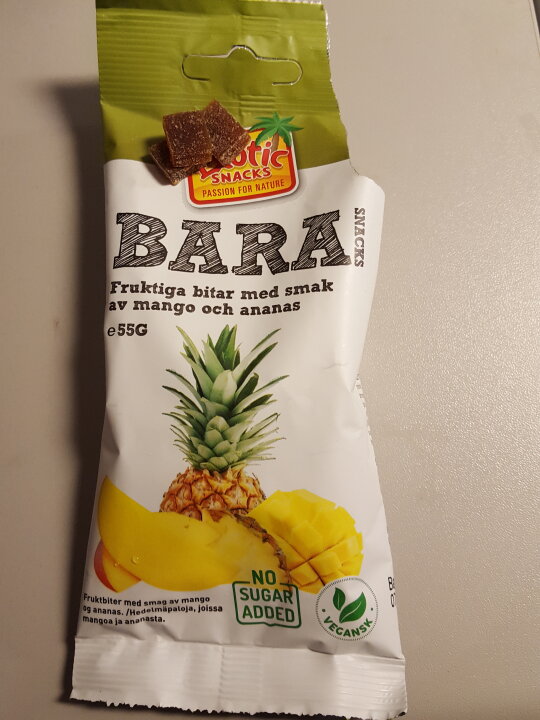 SNACKS
PASSION FOR NATURE
BARA
SNACKS
Fruktiga bitar med smak
av mango och ananas
e55G
NO
SUGAR
ADDED
VEGANSK
Fruktbiter med smag av mango
og ananas. /Hedelmäpaloja, joissa
mangoa ja ananasta.